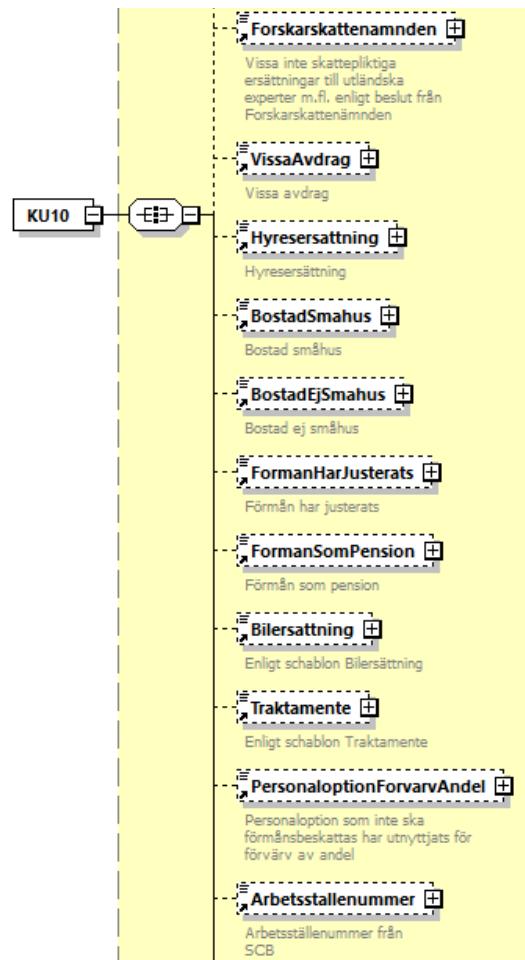 Forskarskattenamnden
Vissa inte skattepliktiga
ersättningar till utländska
experter m.fl. enligt beslut från
Forskarskattenämnden
VissaAvdrag
Vissa avdrag
KU10
Hyresersattning
Hyresersättning
BostadSmahus
Bostad småhus
BostadEjSmahus
Bostad ej småhus
FormanHarJusterats
Förmån har justerats
FormanSomPension
Förmån som pension
Bilersattning
Enligt schablon Bilersättning
Traktamente
Enligt schablon Traktamente
PersonaloptionForvarvAndel
Personaloption som inte ska
förmånsbeskattas har utnyttjats för
förvärv av andel
Arbetsstallenummer
Arbetsställenummer från
SCB